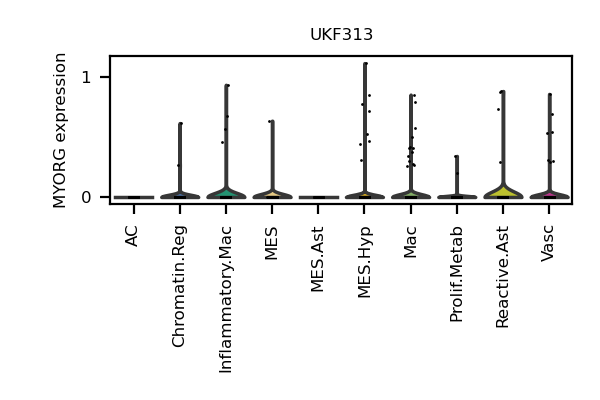 UKF313
MYORG expression
1
0
AC
Chromatin.Reg
Inflammatory.Mac
MES
MES.Ast
MES.Hyp
Mac
Prolif.Metab
Reactive.Ast
Vasc